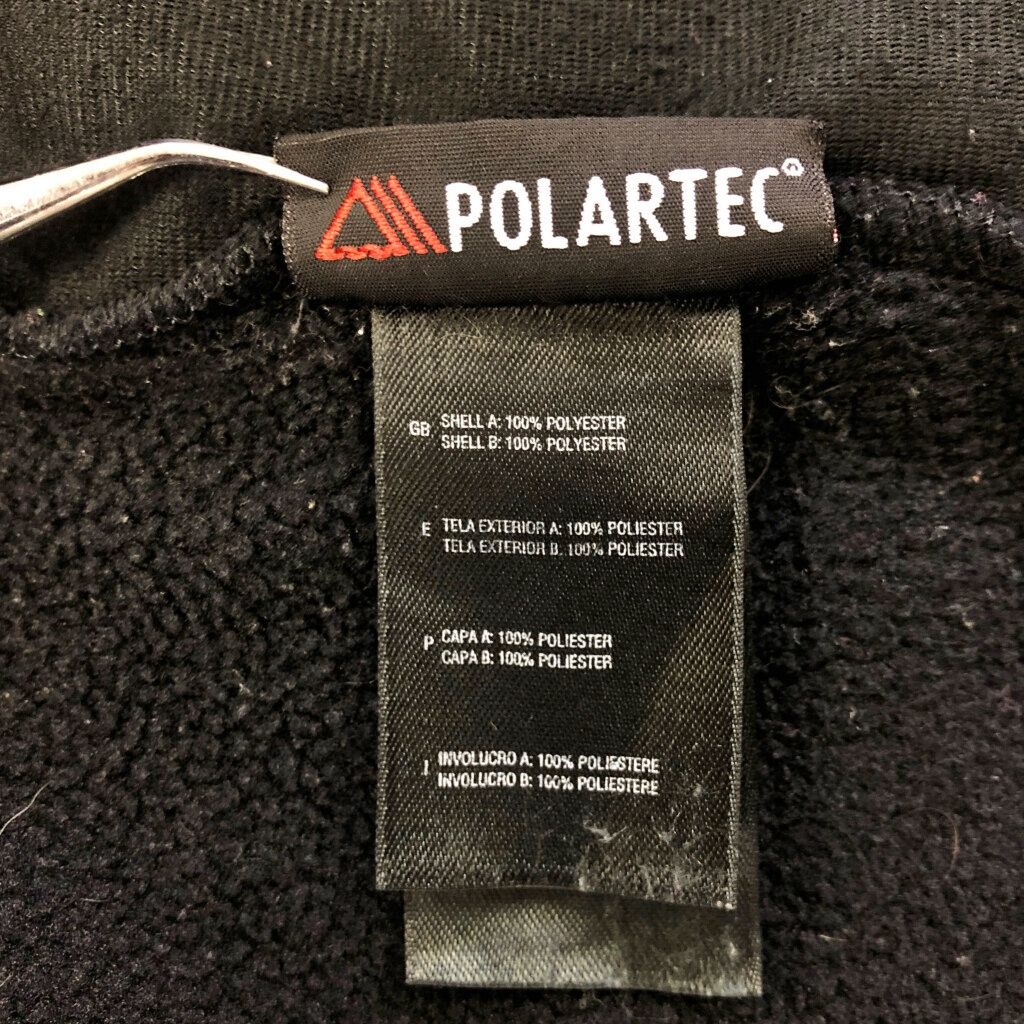 POLARTEC®
GB SHELL A: 100% POLYESTER
SHELL B: 100% POLYESTER
E TELA EXTERIOR A: 100% POLIESTER
TELA EXTERIOR B: 100% POLIESTER
P CAPA A: 100% POLIESTER
CAPA B: 100% POLIESTER
I INVOLUCRO A: 100% POLIESTERE
INVOLUCRO B: 100% POLIESTERE